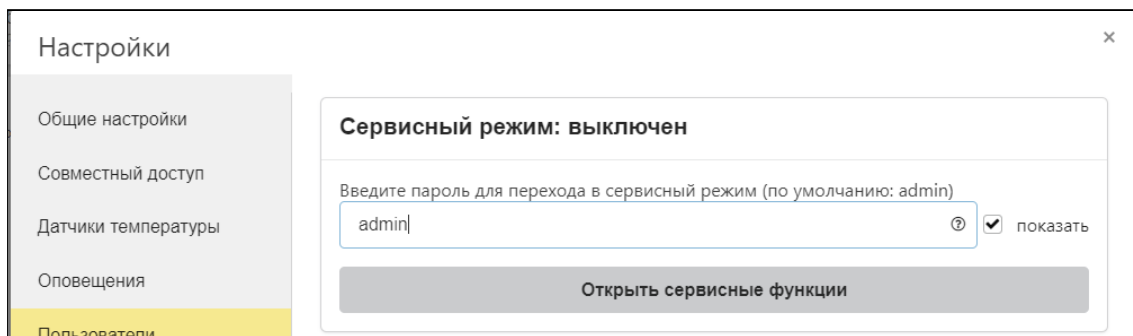 Настройки
×
Общие настройки
Совместный доступ
Датчики температуры
Оповещения
Пользователи
Сервисный режим: выключен
Введите пароль для перехода в сервисный режим (по умолчанию: admin)
admin
показать
Открыть сервисные функции